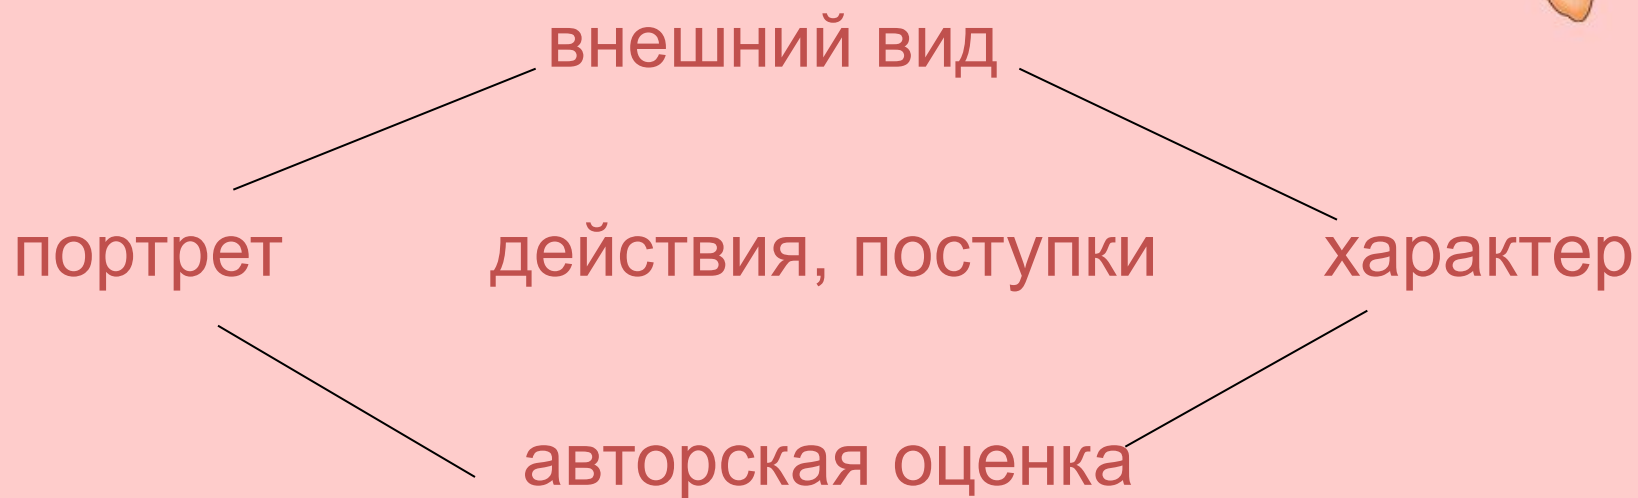 внешний вид
портрет действия, поступки характер
авторская оценка